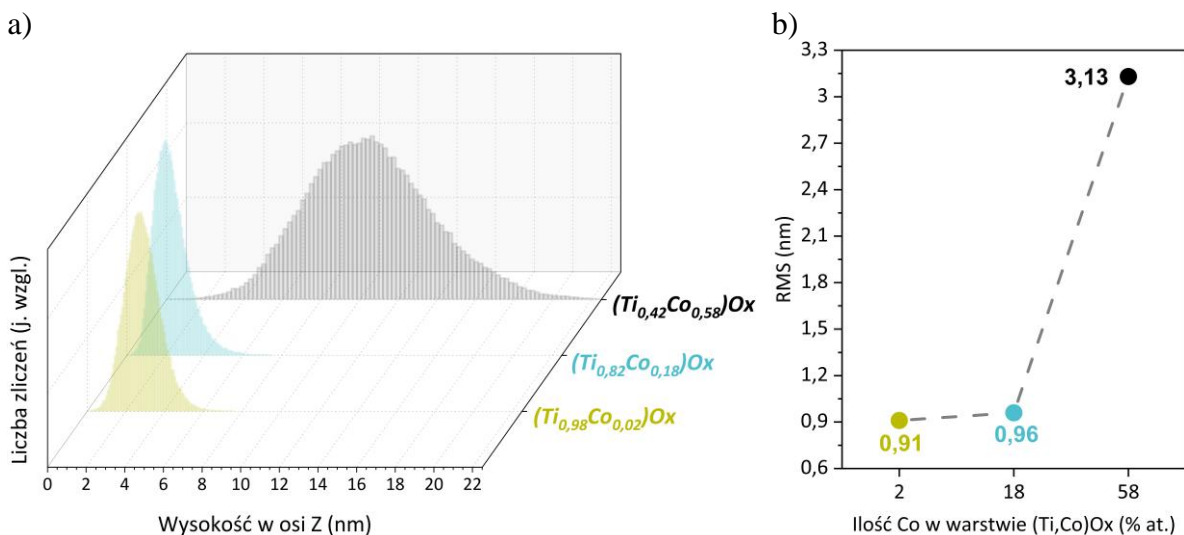 a)
Liczba zliczeń (j. wzgl.)
(Ti0,42Co0,58)Ox
(Ti0,82Co0,18)Ox
(Ti0,98Co0,02)Ox
0 2 4 6 8 10 12 14 16 18 20 22
Wysokość w osi Z (nm)
b)
RMS (nm)
3,3
3
2,7
2,4
2,1
1,8
1,5
1,2
0,9
0,6
3,13
0,91
0,96
2 18 58
Ilość Co w warstwie (Ti,Co)Ox (% at.)